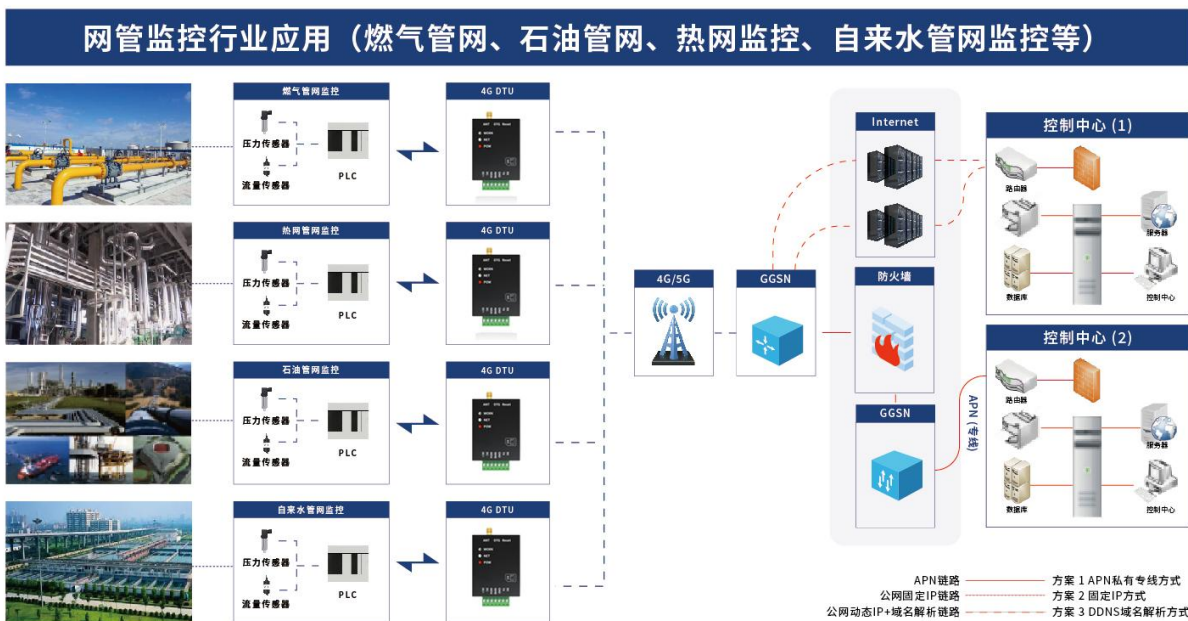 网管监控行业应用（燃气管网、石油管网、热网监控、自来水管网监控等）
燃气管网监控
压力传感器
流量传感器
PLC
4G DTU
热网管网监控
压力传感器
流量传感器
PLC
4G DTU
石油管网监控
压力传感器
流量传感器
PLC
4G DTU
自来水管网监控
压力传感器
流量传感器
PLC
4G DTU
4G/5G
GGSN
Internet
防火墙
GGSN
APN (专线)
控制中心 (1)
路由器
服务器
数据库
控制中心
控制中心 (2)
路由器
服务器
数据库
控制中心
APN链路 方案 1 APN私有专线方式
公网固定IP链路 方案 2 固定IP方式
公网动态IP+域名解析链路 方案 3 DDNS域名解析方式